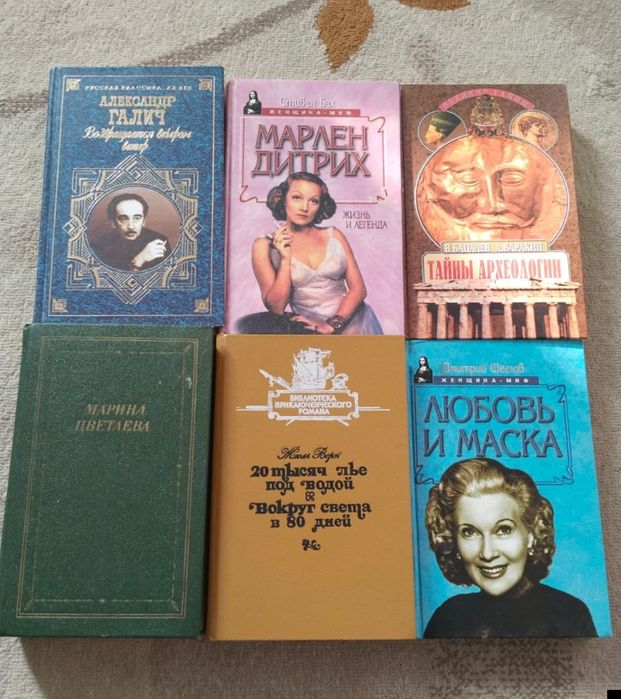 РУССКАЯ КЛАССИКА. XX ВЕК
АЛЕКСАНДР
ГАЛИЧ
Возвращается вечером
ветер
Стивен Бах
ЖЕНЩИНА-МИФ
МАРЛЕН
ДИТРИХ
ЖИЗНЬ
И ЛЕГЕНДА
ВЕЛИКИЕ ТАЙНЫ
В. БАЦАЛЕВ, А. ВАРАКИН
ТАЙНЫ АРХЕОЛОГИИ
МАРИНА
ЦВЕТАЕВА
БИБЛИОТЕКА
ПРИКЛЮЧЕНЧЕСКОГО
РОМАНА
Жюль Верн
20 тысяч лье
под водой
Вокруг света
в 80 дней
Дмитрий Щеглов
ЖЕНЩИНА-МИФ
ЛЮБОВЬ
И МАСКА